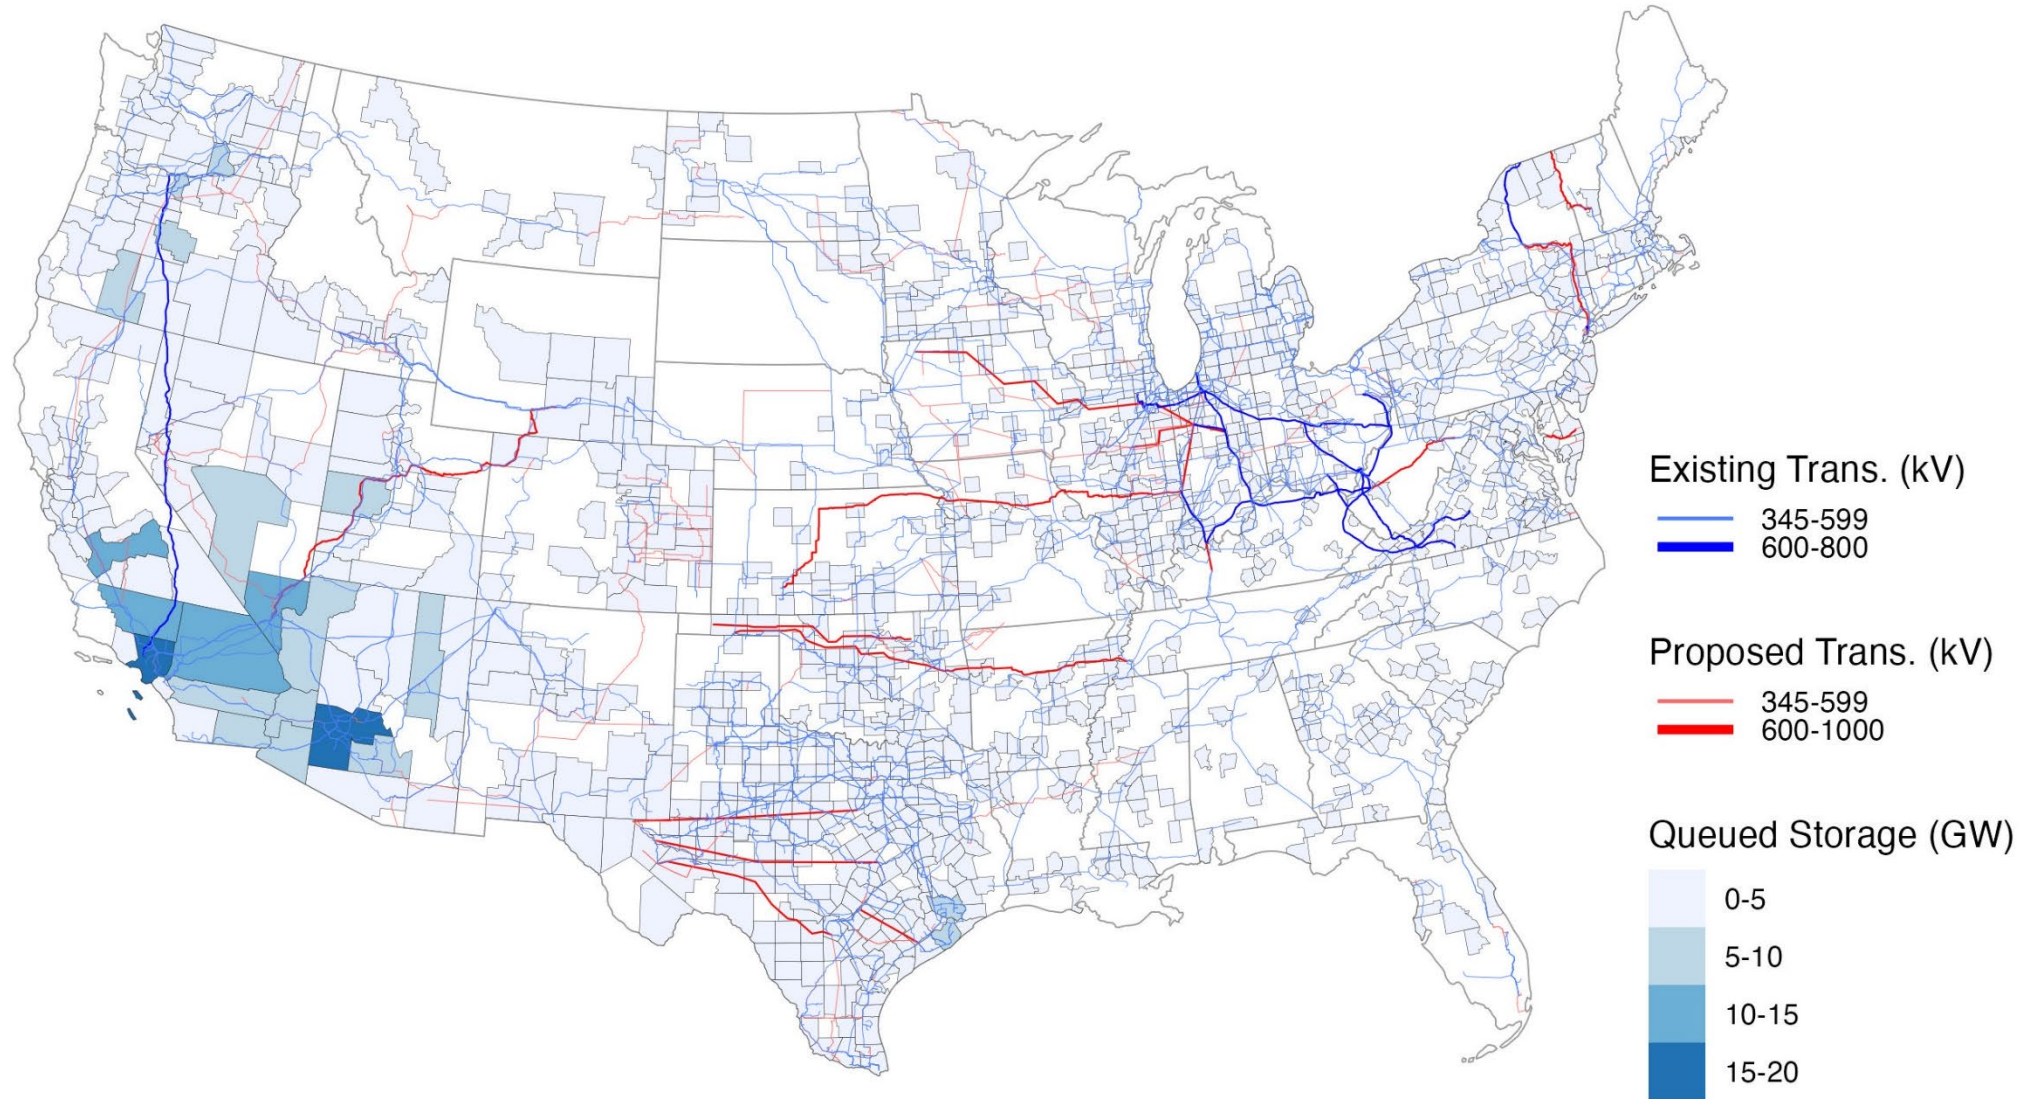 Existing Trans. (kV)
345-599
600-800
Proposed Trans. (kV)
345-599
600-1000
Queued Storage (GW)
0-5
5-10
10-15
15-20